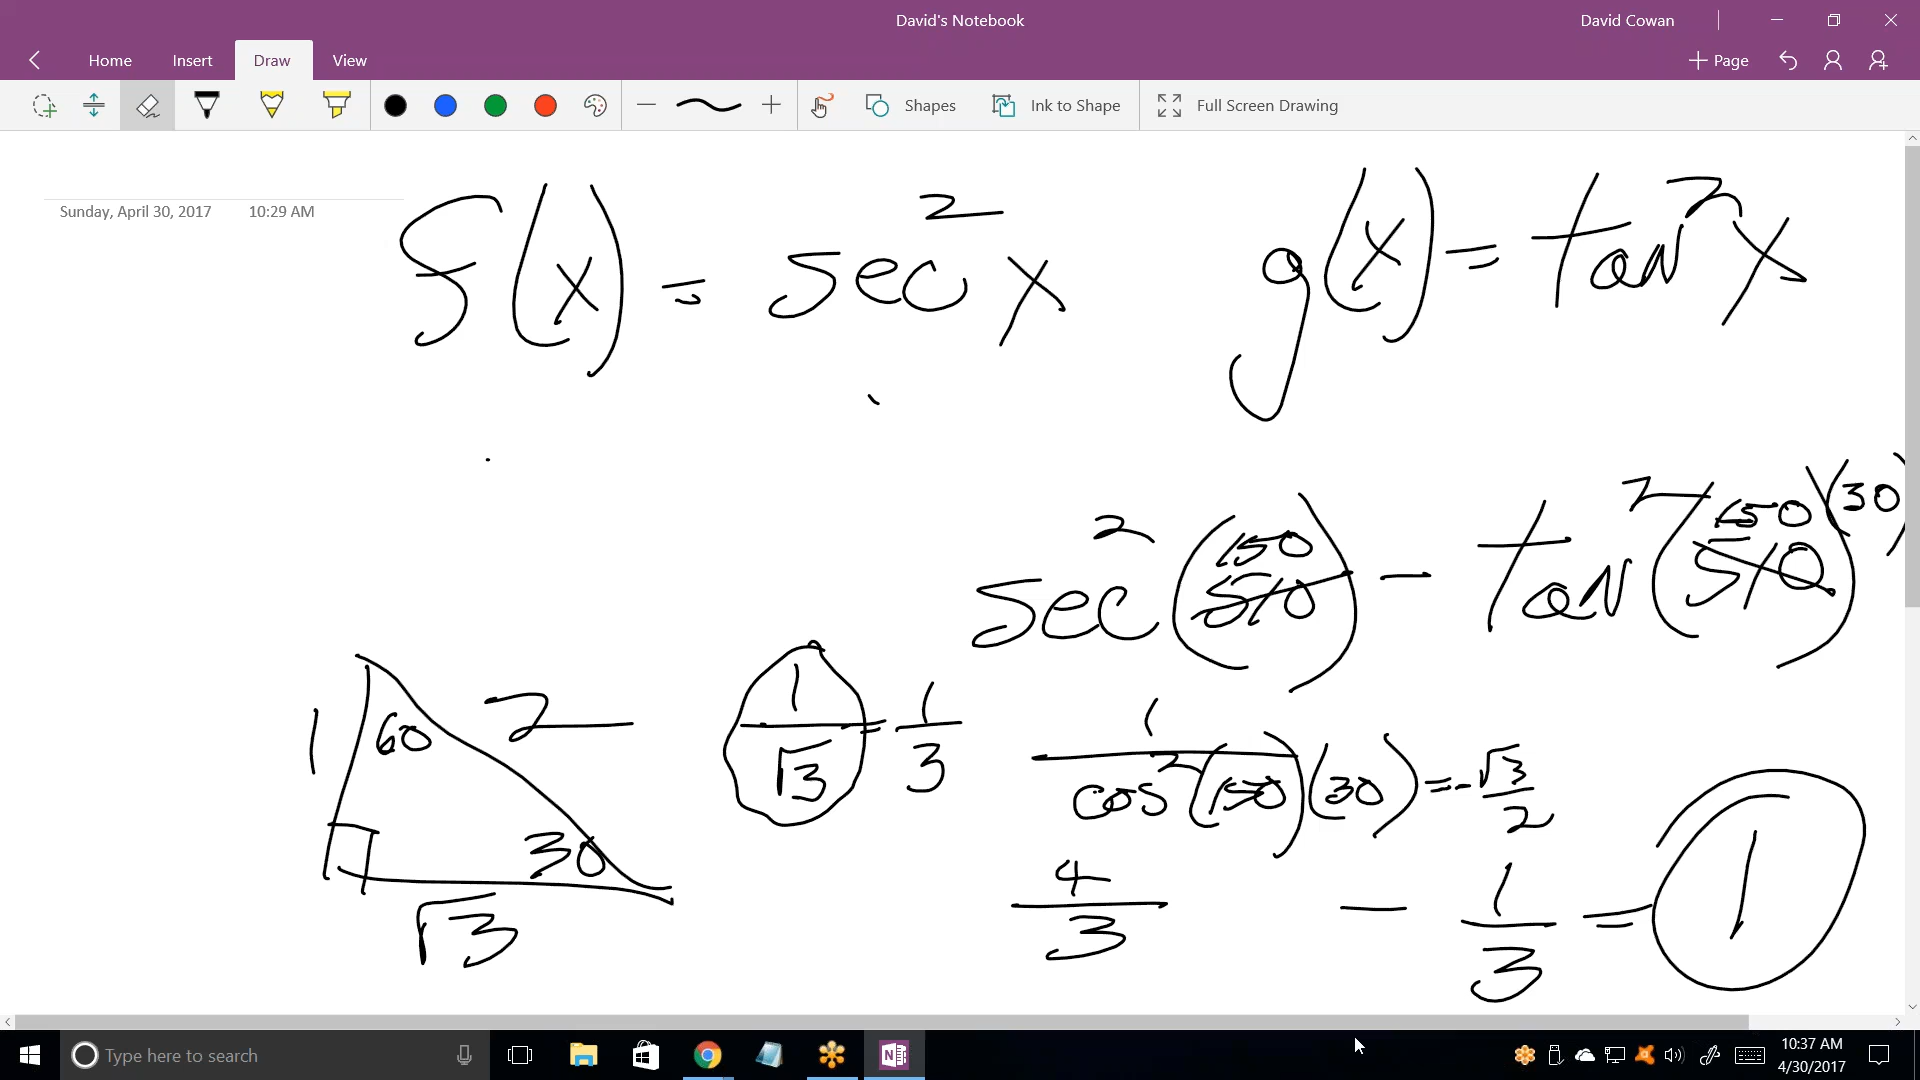 David's Notebook
David Cowan
Home Insert Draw View
Page
Shapes
Ink to Shape
Full Screen Drawing
Sunday, April 30, 2017 10:29 AM
f(x) = sec² x
g(x) = tan² x
sec² (510) 150 - tan² (510) 150 (30)
1
60
2
30
√3
1/√3 = 1/3
1/cos² (150) (30) = -√3/2
4/3 - 1/3 = 1
Type here to search
10:37 AM
4/30/2017